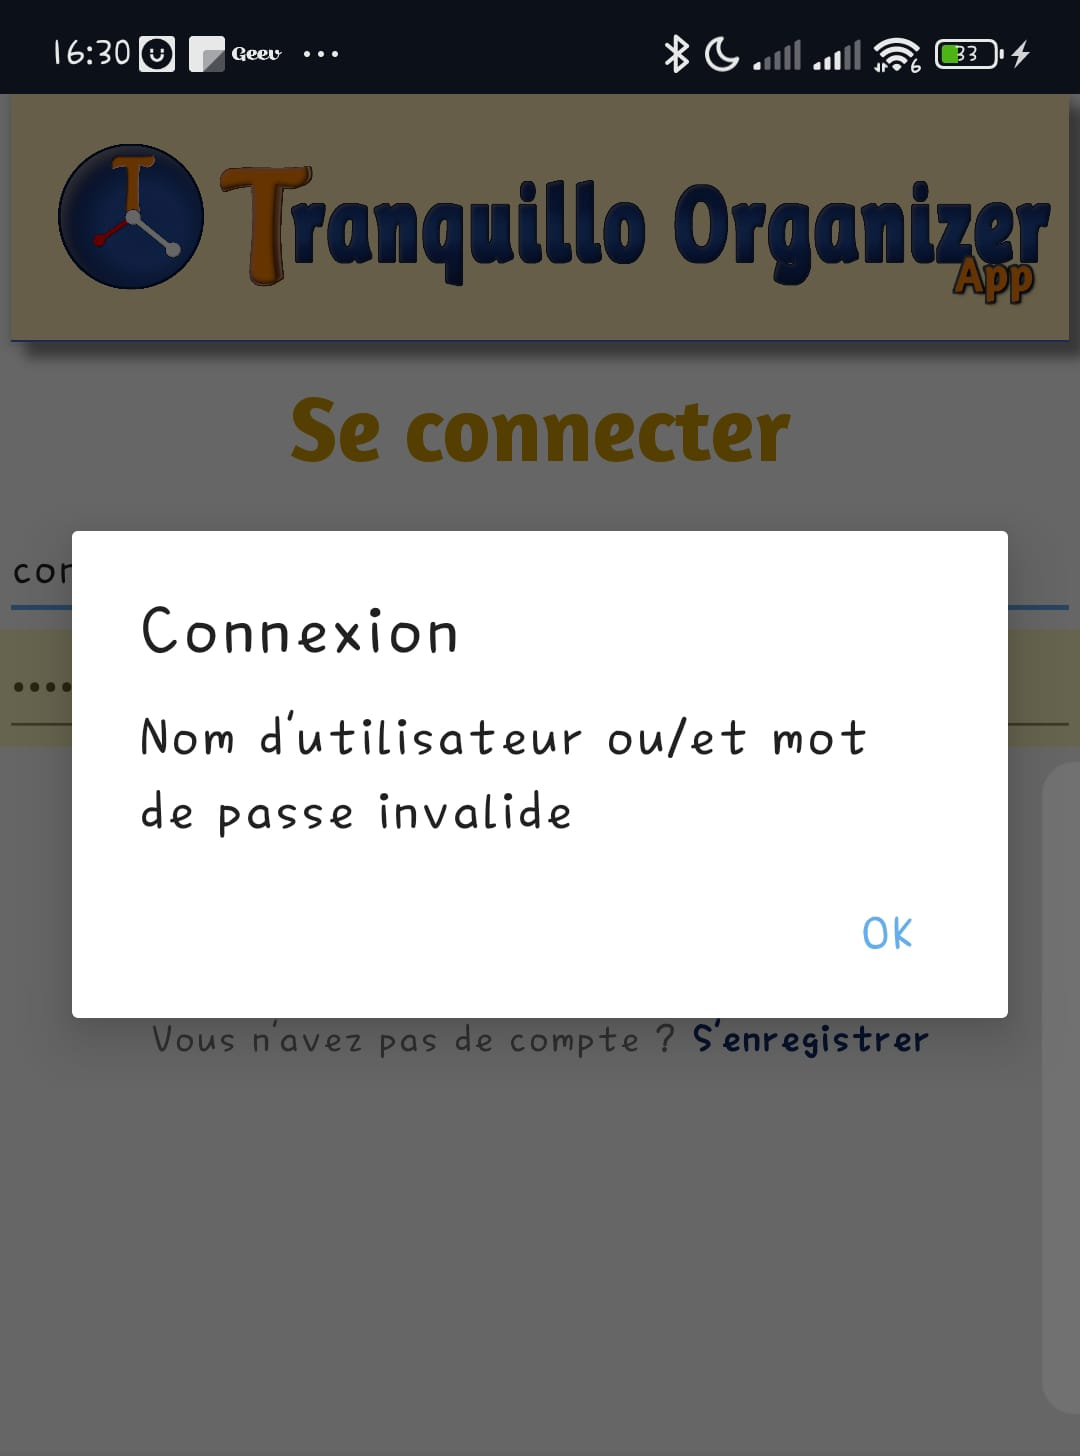 16:30 Geev ... 33
T Tranquillo Organizer
App
Se connecter
Connexion
Nom d'utilisateur ou/et mot
de passe invalide
OK
Vous n'avez pas de compte ? S'enregistrer